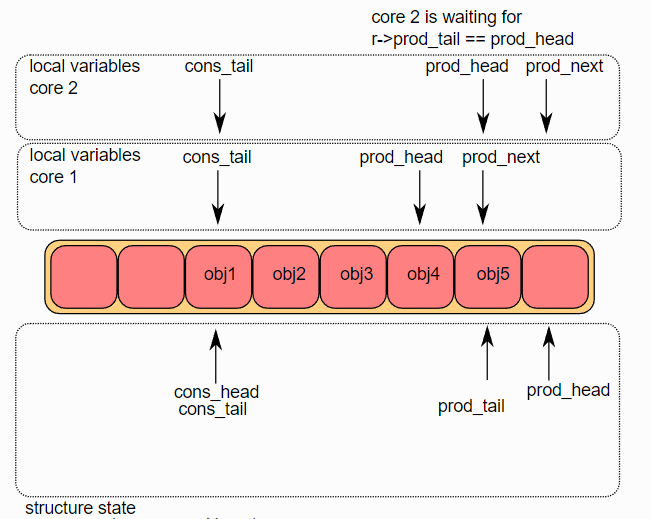 core 2 is waiting for
r->prod_tail == prod_head
local variables
core 2
cons_tail
prod_head
prod_next
local variables
core 1
cons_tail
prod_head
prod_next
obj1
obj2
obj3
obj4
obj5
cons_head
cons_tail
prod_tail
prod_head
structure state